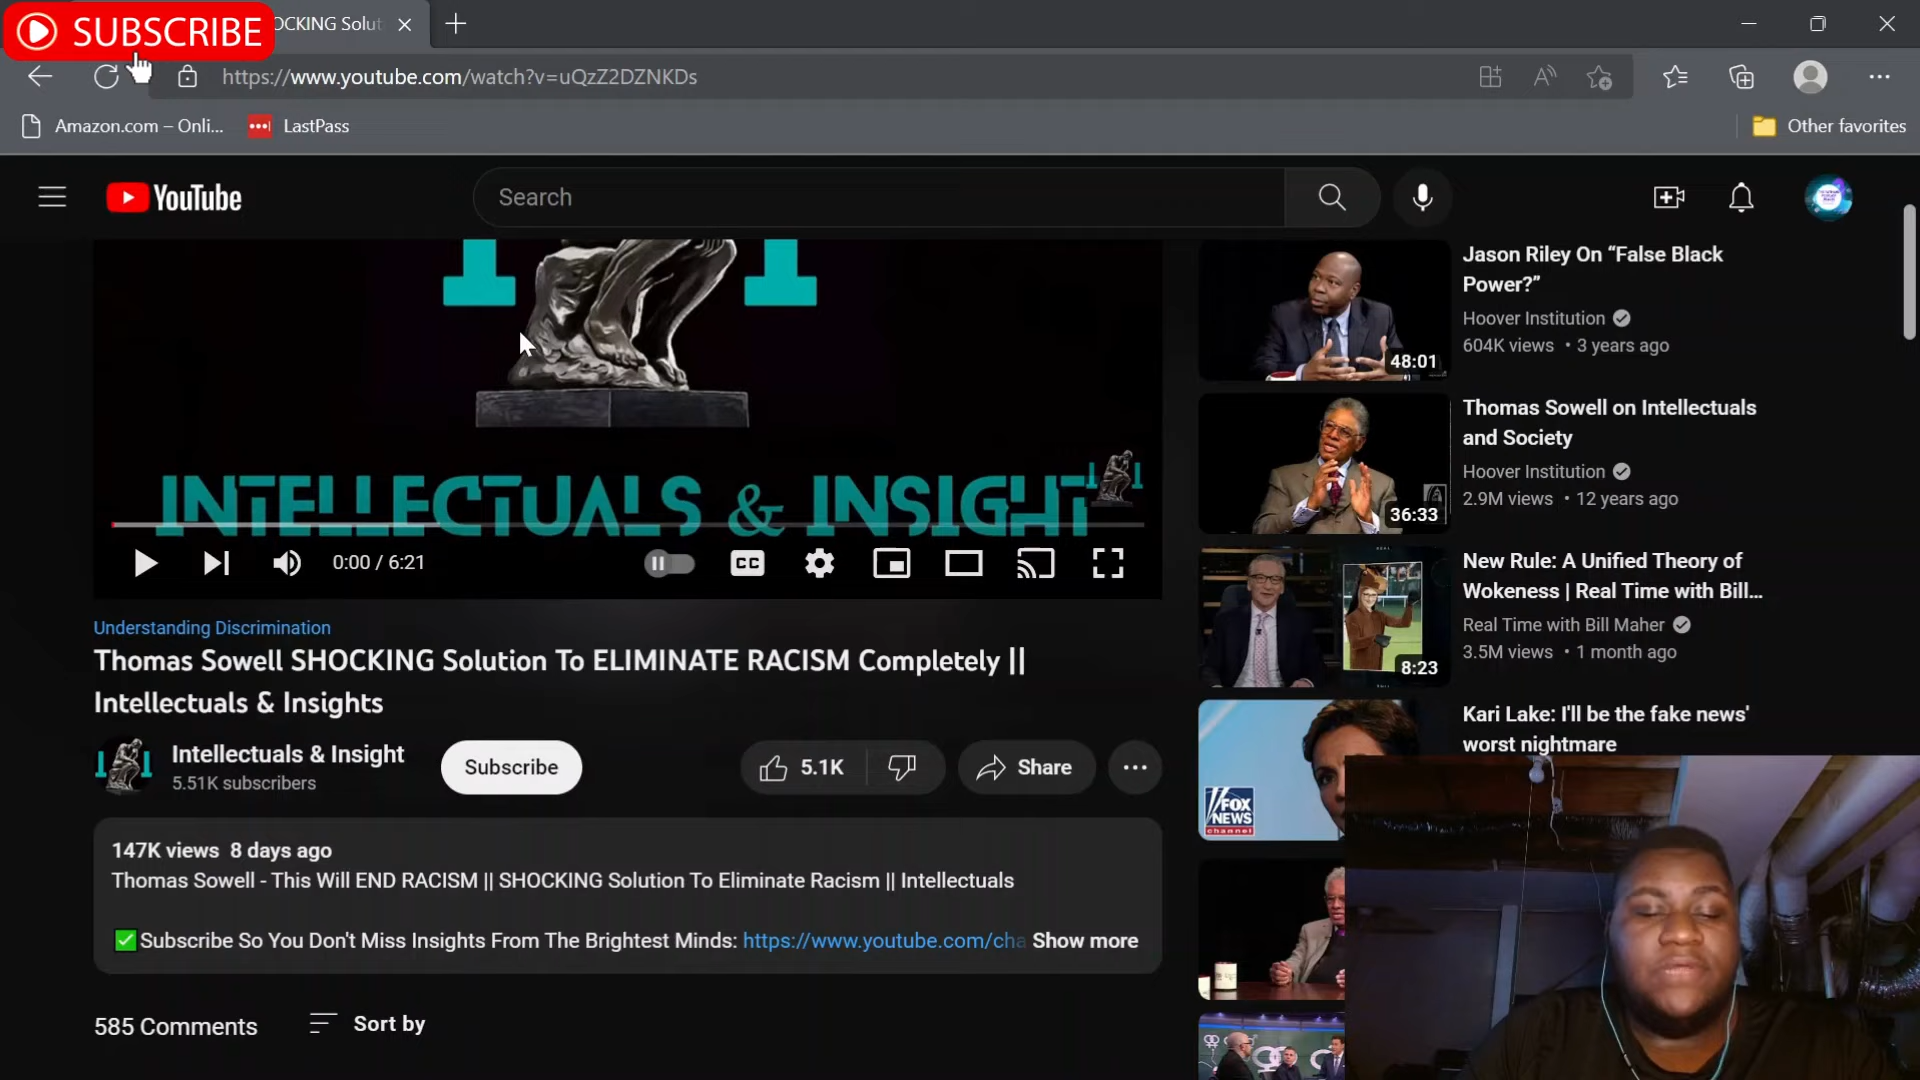 SUBSCRIBE
OCKING Solut
https://www.youtube.com/watch?v=uQzZ2DZNKDs
Amazon.com – Onli...
LastPass
Other favorites
YouTube
Search
INTELLECTUALS & INSIGHT
0:00 / 6:21
CC
Understanding Discrimination
Thomas Sowell SHOCKING Solution To ELIMINATE RACISM Completely ||
Intellectuals & Insights
Intellectuals & Insight
5.51K subscribers
Subscribe
5.1K
Share
147K views 8 days ago
Thomas Sowell - This Will END RACISM || SHOCKING Solution To Eliminate Racism || Intellectuals
✅Subscribe So You Don't Miss Insights From The Brightest Minds: https://www.youtube.com/cha Show more
585 Comments
Sort by
48:01
Jason Riley On “False Black
Power?”
Hoover Institution
604K views • 3 years ago
36:33
Thomas Sowell on Intellectuals
and Society
Hoover Institution
2.9M views • 12 years ago
8:23
New Rule: A Unified Theory of
Wokeness | Real Time with Bill...
Real Time with Bill Maher
3.5M views • 1 month ago
FOX
NEWS
channel
Kari Lake: I'll be the fake news'
worst nightmare